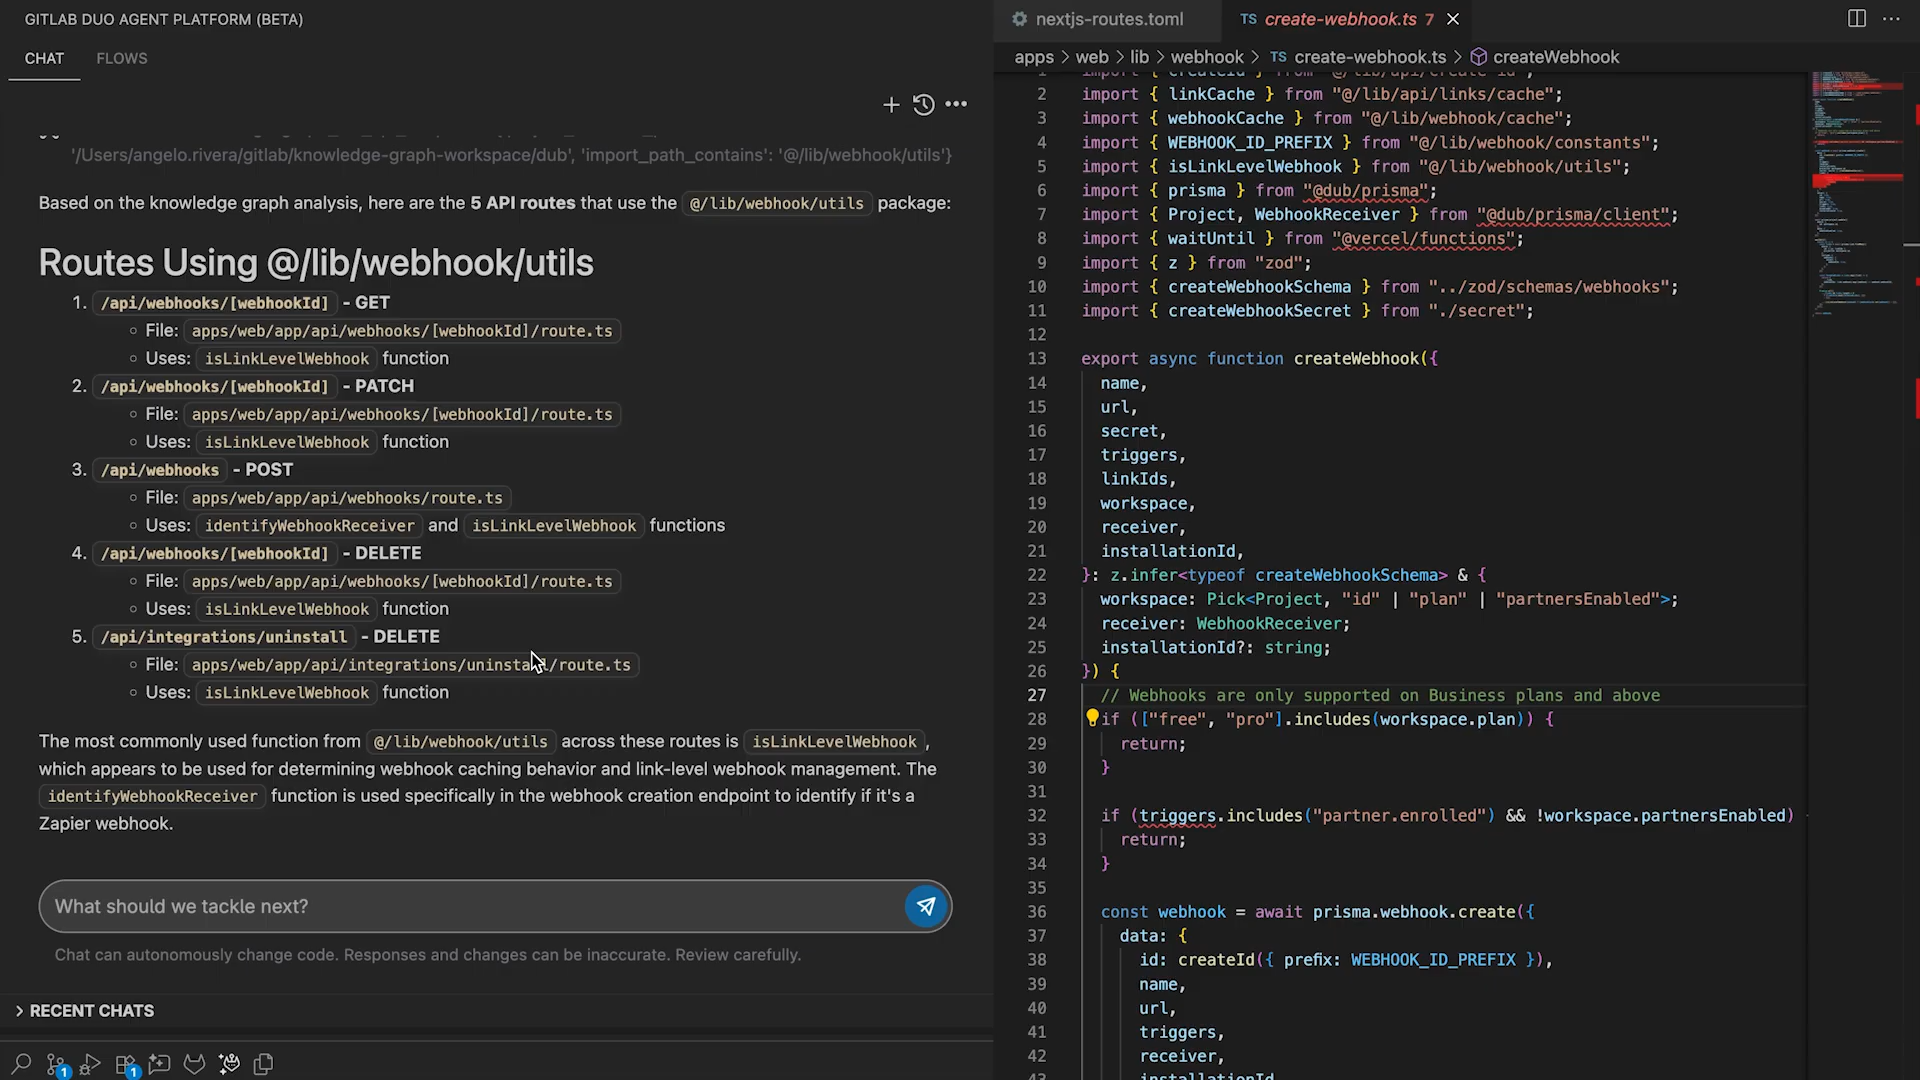 GITLAB DUO AGENT PLATFORM (BETA)
CHAT FLOWS
'/Users/angelo.rivera/gitlab/knowledge-graph-workspace/dub', 'import_path_contains': '@/lib/webhook/utils'}
Based on the knowledge graph analysis, here are the 5 API routes that use the @/lib/webhook/utils package:
Routes Using @/lib/webhook/utils
1. /api/webhooks/[webhookId] - GET
File: apps/web/app/api/webhooks/[webhookId]/route.ts
Uses: isLinkLevelWebhook function
2. /api/webhooks/[webhookId] - PATCH
File: apps/web/app/api/webhooks/[webhookId]/route.ts
Uses: isLinkLevelWebhook function
3. /api/webhooks - POST
File: apps/web/app/api/webhooks/route.ts
Uses: identifyWebhookReceiver and isLinkLevelWebhook functions
4. /api/webhooks/[webhookId] - DELETE
File: apps/web/app/api/webhooks/[webhookId]/route.ts
Uses: isLinkLevelWebhook function
5. /api/integrations/uninstall - DELETE
File: apps/web/app/api/integrations/uninstall/route.ts
Uses: isLinkLevelWebhook function
The most commonly used function from @/lib/webhook/utils across these routes is isLinkLevelWebhook ,
which appears to be used for determining webhook caching behavior and link-level webhook management. The
identifyWebhookReceiver function is used specifically in the webhook creation endpoint to identify if it's a
Zapier webhook.
What should we tackle next?
Chat can autonomously change code. Responses and changes can be inaccurate. Review carefully.
RECENT CHATS
1 1
nextjs-routes.toml TS create-webhook.ts 7
apps > web > lib > webhook > TS create-webhook.ts > createWebhook
1 import { createId } from "@/lib/api/create-id";
2 import { linkCache } from "@/lib/api/links/cache";
3 import { webhookCache } from "@/lib/webhook/cache";
4 import { WEBHOOK_ID_PREFIX } from "@/lib/webhook/constants";
5 import { isLinkLevelWebhook } from "@/lib/webhook/utils";
6 import { prisma } from "@dub/prisma";
7 import { Project, WebhookReceiver } from "@dub/prisma/client";
8 import { waitUntil } from "@vercel/functions";
9 import { z } from "zod";
10 import { createWebhookSchema } from "../zod/schemas/webhooks";
11 import { createWebhookSecret } from "./secret";
12
13 export async function createWebhook({
14 name,
15 url,
16 secret,
17 triggers,
18 linkIds,
19 workspace,
20 receiver,
21 installationId,
22 }: z.infer<typeof createWebhookSchema> & {
23 workspace: Pick<Project, "id" | "plan" | "partnersEnabled">;
24 receiver: WebhookReceiver;
25 installationId?: string;
26 }) {
27 // Webhooks are only supported on Business plans and above
28 if (["free", "pro"].includes(workspace.plan)) {
29 return;
30 }
31
32 if (triggers.includes("partner.enrolled") && !workspace.partnersEnabled)
33 return;
34 }
35
36 const webhook = await prisma.webhook.create({
37 data: {
38 id: createId({ prefix: WEBHOOK_ID_PREFIX }),
39 name,
40 url,
41 triggers,
42 receiver,
43 installationId